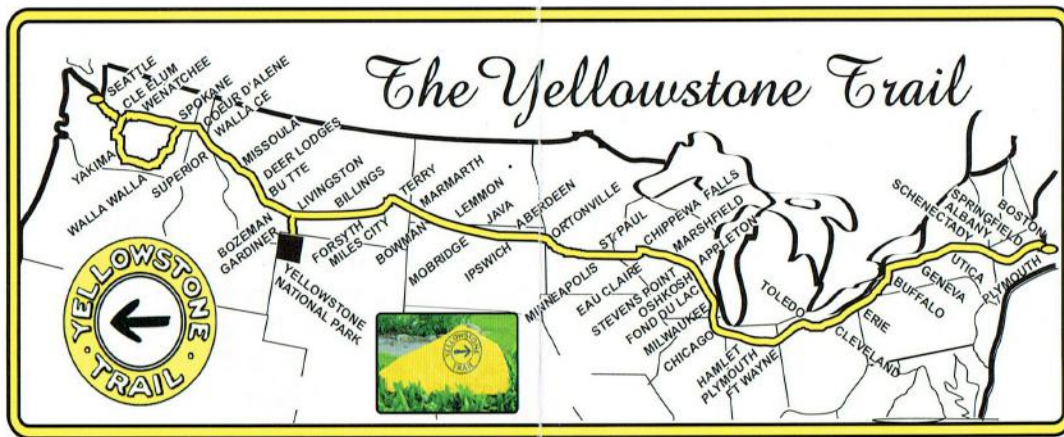 The Yellowstone Trail
SEATTLE
CLE ELUM
WENATCHEE
SPOKANE
COEUR D'ALENE
WALLACE
YAKIMA
WALLA WALLA
SUPERIOR
MISSOULA
DEER LODGES
BUTTE
LIVINGSTON
BILLINGS
BOZEMAN
GARDINER
FORSYTH
MILES CITY
TERRY
MARMARTH
BOWMAN
LEMMON
MOBRIDGE
JAVA
IPSWICH
ABERDEEN
ORTONVILLE
MINNEAPOLIS
ST. PAUL
EAU CLAIRE
CHIPPEWA FALLS
STEVENS POINT
MARSHFIELD
OSHKOSH
APPLETON
FOND DU LAC
MILWAUKEE
CHICAGO
HAMLET
PLYMOUTH
FT WAYNE
TOLEDO
CLEVELAND
ERIE
BUFFALO
GENEVA
UTICA
SCHENECTADY
ALBANY
SPRINGFIELD
BOSTON
PLYMOUTH
YELLOWSTONE
NATIONAL PARK
YELLOWSTONE
TRAIL
YELLOWSTONE
TRAIL